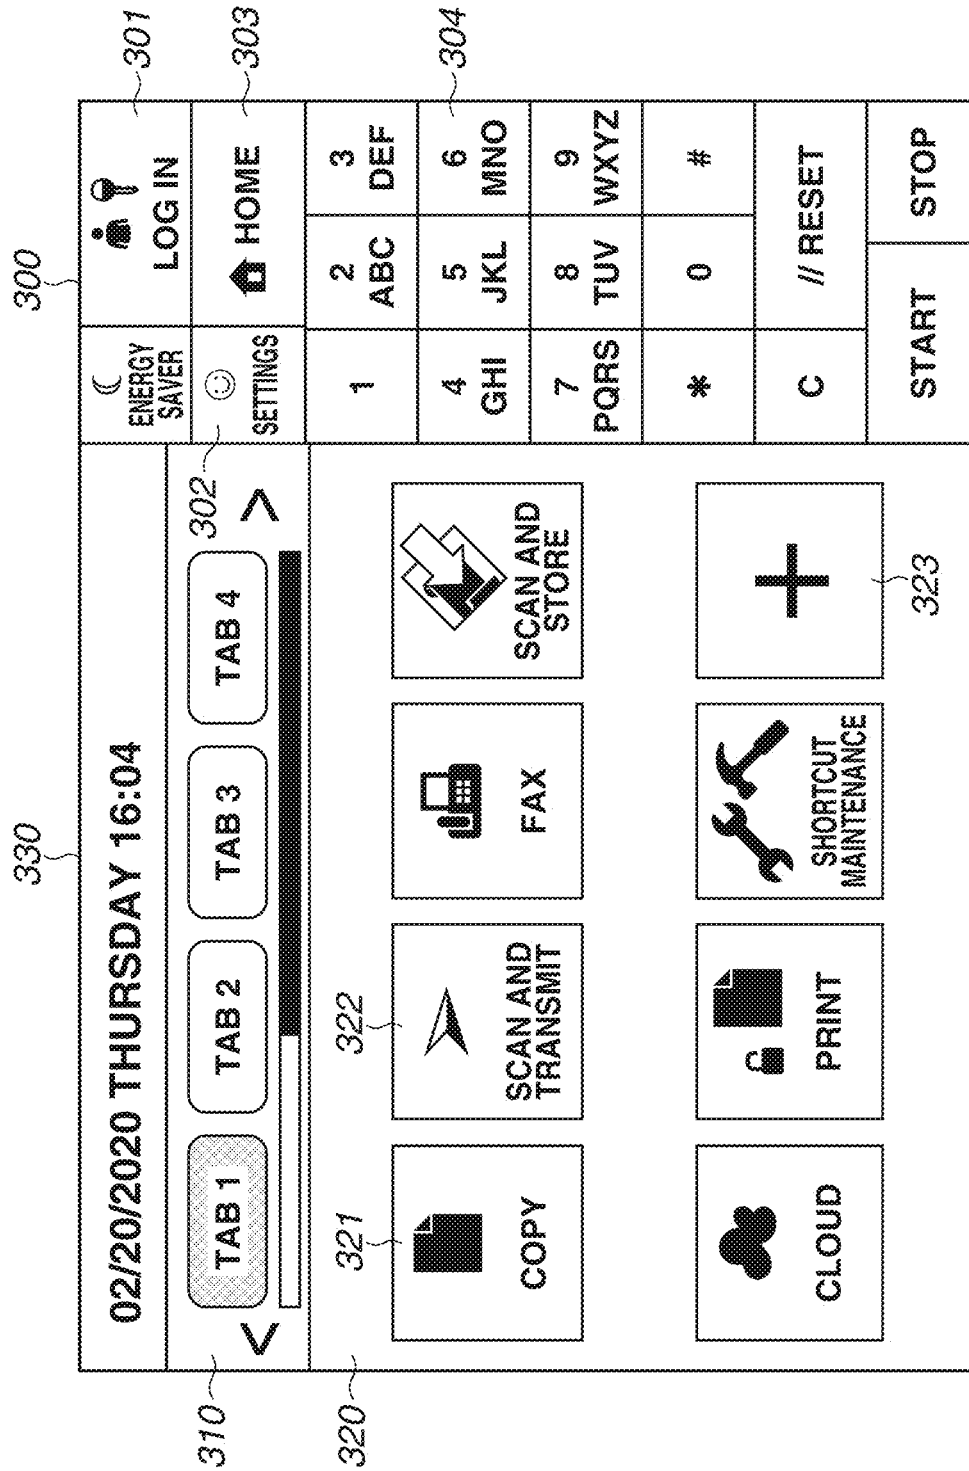 300
330
301
303
304
302
310
320
321
322
323
02/20/2020 THURSDAY 16:04
ENERGY
SAVER
LOG IN
< TAB 1 TAB 2 TAB 3 TAB 4 >
SETTINGS
HOME
1
2
ABC
3
DEF
4
GHI
5
JKL
6
MNO
7
PQRS
8
TUV
9
WXYZ
*
0
#
C
// RESET
START
STOP
COPY
SCAN AND
TRANSMIT
FAX
SCAN AND
STORE
CLOUD
PRINT
SHORTCUT
MAINTENANCE
+